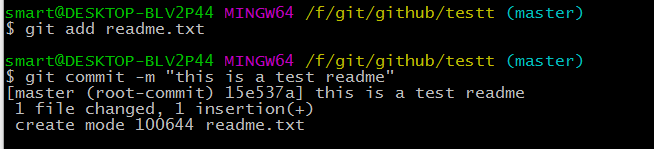 smart@DESKTOP-BLV2P44 MINGW64 /f/git/github/testt (master)
$ git add readme.txt
smart@DESKTOP-BLV2P44 MINGW64 /f/git/github/testt (master)
$ git commit -m "this is a test readme"
[master (root-commit) 15e537a] this is a test readme
 1 file changed, 1 insertion(+)
 create mode 100644 readme.txt